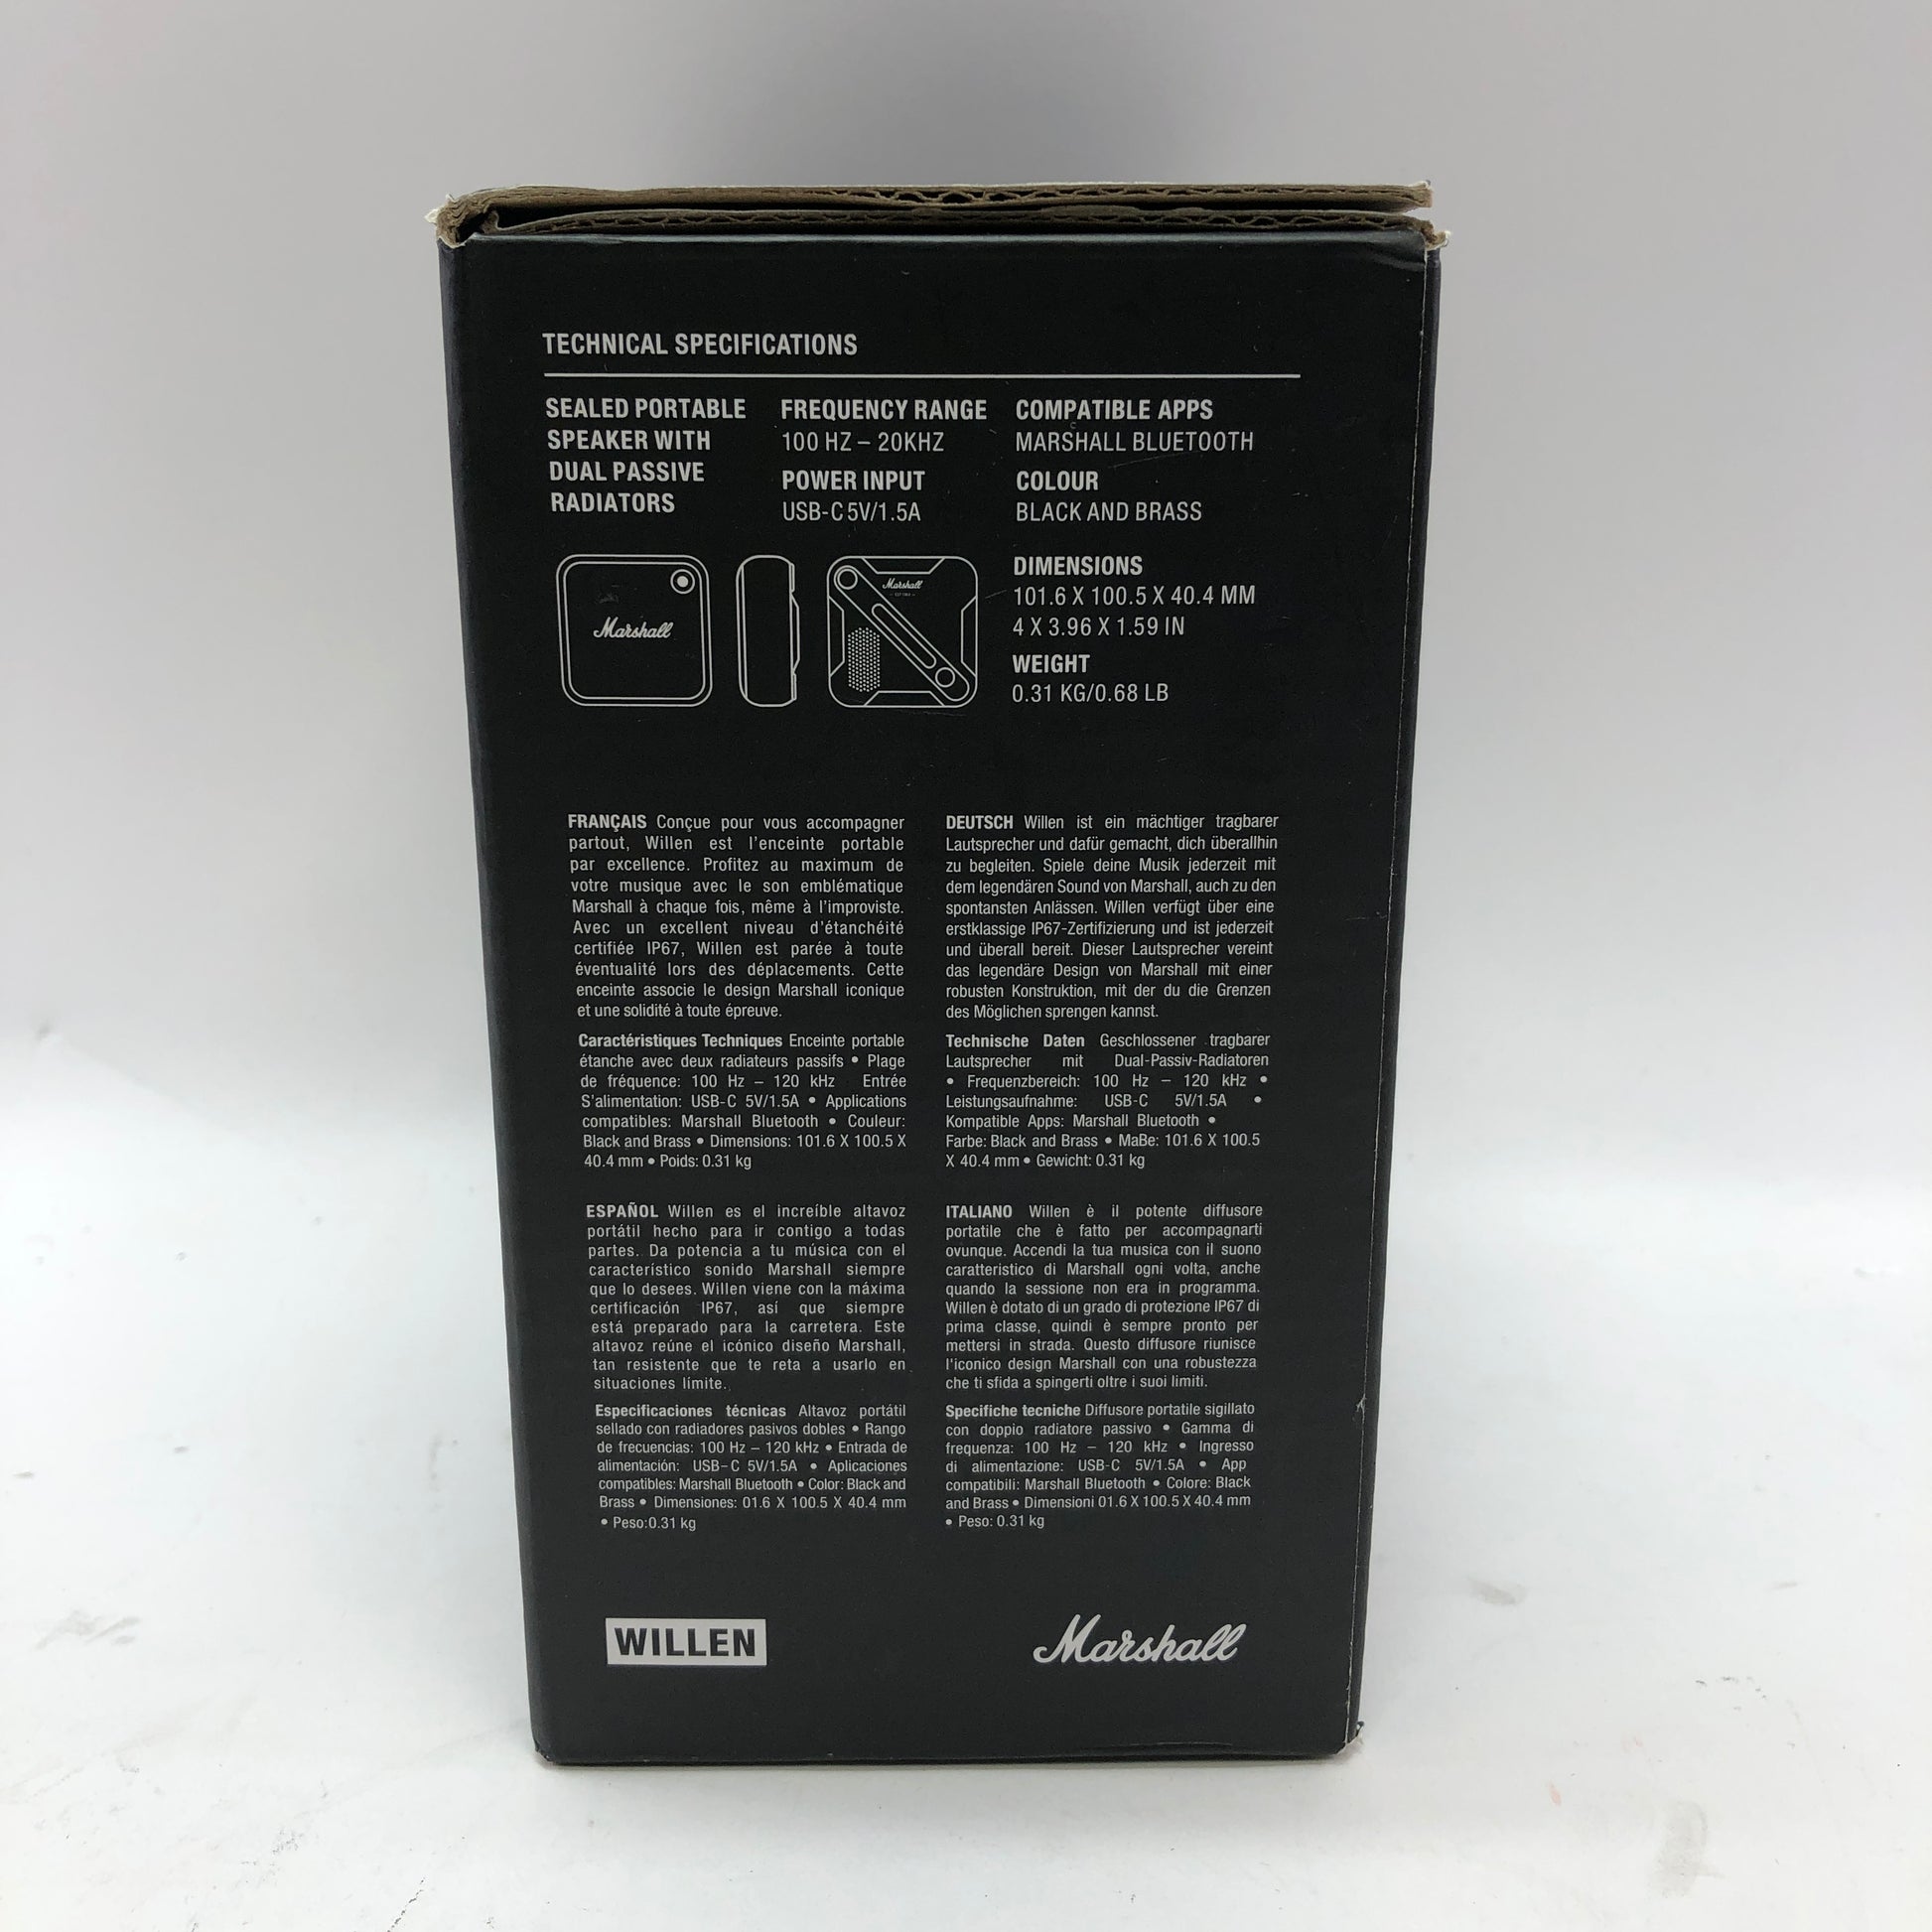 TECHNICAL SPECIFICATIONS
SEALED PORTABLE
SPEAKER WITH
DUAL PASSIVE
RADIATORS
FREQUENCY RANGE
100 HZ – 20KHZ
POWER INPUT
USB-C 5V/1.5A
COMPATIBLE APPS
MARSHALL BLUETOOTH
COLOUR
BLACK AND BRASS
Marshall
Marshall
DIMENSIONS
101.6 X 100.5 X 40.4 MM
4 X 3.96 X 1.59 IN
WEIGHT
0.31 KG/0.68 LB
FRANÇAIS Conçue pour vous accompagner
partout, Willen est l'enceinte portable
par excellence. Profitez au maximum de
votre musique avec le son emblématique
Marshall à chaque fois, même à l'improviste.
Avec un excellent niveau d'étanchéité
certifiée IP67, Willen est parée à toute
éventualité lors des déplacements. Cette
enceinte associe le design Marshall iconique
et une solidité à toute épreuve.
Caractéristiques Techniques Enceinte portable
étanche avec deux radiateurs passifs • Plage
de fréquence: 100 Hz – 120 kHz Entrée
S'alimentation: USB-C 5V/1.5A • Applications
compatibles: Marshall Bluetooth • Couleur:
Black and Brass • Dimensions: 101.6 X 100.5 X
40.4 mm • Poids: 0.31 kg
DEUTSCH Willen ist ein mächtiger tragbarer
Lautsprecher und dafür gemacht, dich überallhin
zu begleiten. Spiele deine Musik jederzeit mit
dem legendären Sound von Marshall, auch zu den
spontansten Anlässen. Willen verfügt über eine
erstklassige IP67-Zertifizierung und ist jederzeit
und überall bereit. Dieser Lautsprecher vereint
das legendäre Design von Marshall mit einer
robusten Konstruktion, mit der du die Grenzen
des Möglichen sprengen kannst.
Technische Daten Geschlossener tragbarer
Lautsprecher mit Dual-Passiv-Radiatoren
• Frequenzbereich: 100 Hz – 120 kHz •
Leistungsaufnahme: USB-C 5V/1.5A •
Kompatible Apps: Marshall Bluetooth •
Farbe: Black and Brass • MaBe: 101.6 X 100.5
X 40.4 mm • Gewicht: 0.31 kg
ESPAÑOL Willen es el increíble altavoz
portátil hecho para ir contigo a todas
partes. Da potencia a tu música con el
característico sonido Marshall siempre
que lo desees. Willen viene con la máxima
certificación IP67, así que siempre
está preparado para la carretera. Este
altavoz reúne el icónico diseño Marshall,
tan resistente que te reta a usarlo en
situaciones límite.
Especificaciones técnicas Altavoz portátil
sellado con radiadores pasivos dobles • Rango
de frecuencias: 100 Hz – 120 kHz • Entrada de
alimentación: USB-C 5V/1.5A • Aplicaciones
compatibles: Marshall Bluetooth • Color: Black and
Brass • Dimensiones: 01.6 X 100.5 X 40.4 mm
• Peso:0.31 kg
ITALIANO Willen è il potente diffusore
portatile che è fatto per accompagnarti
ovunque. Accendi la tua musica con il suono
caratteristico di Marshall ogni volta, anche
quando la sessione non era in programma.
Willen è dotato di un grado di protezione IP67 di
prima classe, quindi è sempre pronto per
mettersi in strada. Questo diffusore riunisce
l'iconico design Marshall con una robustezza
che ti sfida a spingerti oltre i suoi limiti.
Specifiche tecniche Diffusore portatile sigillato
con doppio radiatore passivo • Gamma di
frequenza: 100 Hz – 120 kHz • Ingresso
di alimentazione: USB-C 5V/1.5A • App
compatibili: Marshall Bluetooth • Colore: Black
and Brass • Dimensioni 01.6 X 100.5 X 40.4 mm
• Peso: 0.31 kg
WILLEN
Marshall